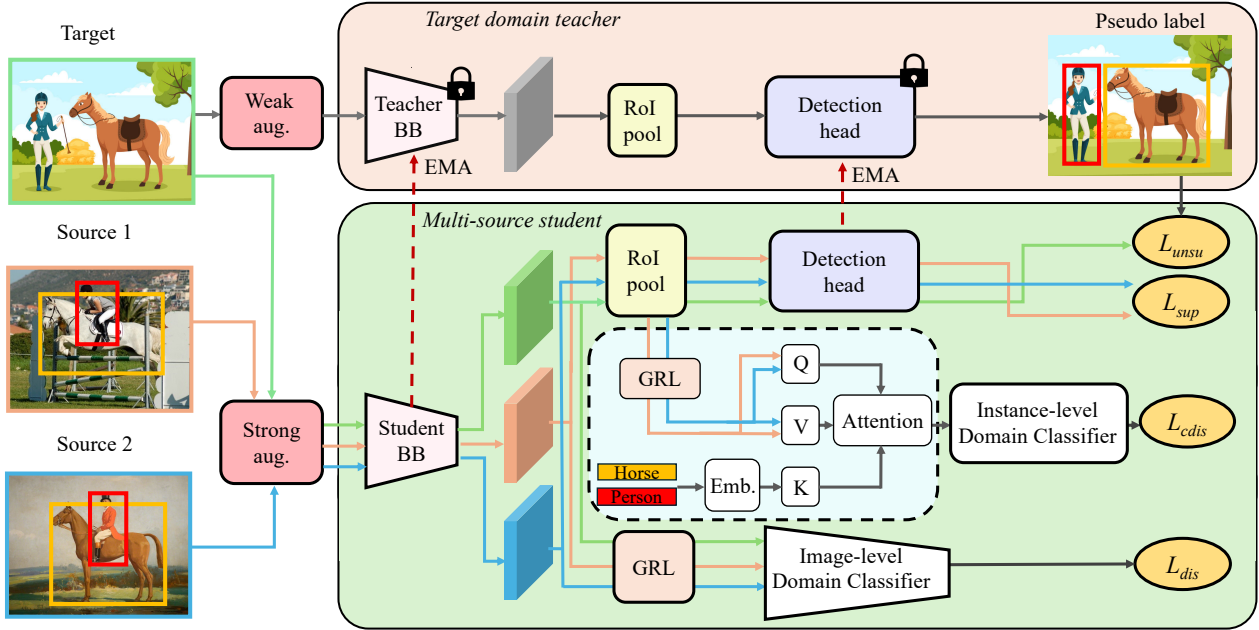 Target domain teacher
Pseudo label
Target
Weak
aug.
Teacher
BB
RoI
pool
Detection
head
EMA
EMA
Multi-source student
Source 1
RoI
pool
Detection
head
L_unsu
L_sup
GRL
Q
V
Attention
Instance-level
Domain Classifier
L_cdis
Source 2
Strong
aug.
Student
BB
Horse
Person
Emb.
K
GRL
Image-level
Domain Classifier
L_dis